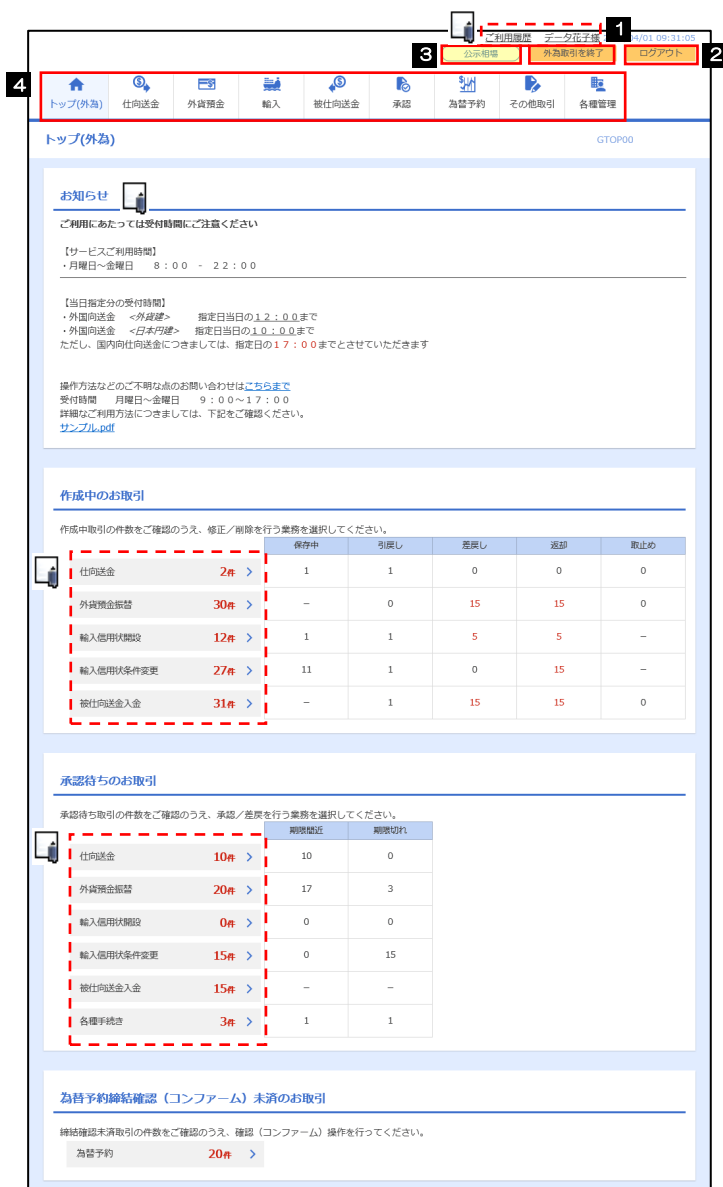 1
ご利用履歴 データ花子様 04/01 09:31:05
3 公示相場 外為取引を終了 ログアウト 2
4
トップ(外為) 仕向送金 外貨預金 輸入 被仕向送金 承認 為替予約 その他取引 各種管理
トップ(外為) GTOP00
お知らせ
ご利用にあたっては受付時間にご注意ください
【サービスご利用時間】
・月曜日～金曜日 8：00 - 22：00
【当日指定分の受付時間】
・外国向送金 <外貨建> 指定日当日の12：00まで
・外国向送金 <日本円建> 指定日当日の10：00まで
ただし、国内向仕向送金につきましては、指定日の17：00までとさせていただきます
操作方法などのご不明な点のお問い合わせはこちらまで
受付時間 月曜日～金曜日 9：00～17：00
詳細なご利用方法につきましては、下記をご確認ください。
サンプル.pdf
作成中のお取引
作成中取引の件数をご確認のうえ、修正／削除を行う業務を選択してください。
保存中 引戻し 差戻し 返却 取止め
仕向送金 2件 1 1 0 0 0
外貨預金振替 30件 － 0 15 15 0
輸入信用状開設 12件 1 1 5 5 －
輸入信用状条件変更 27件 11 1 0 15 －
被仕向送金入金 31件 － 1 15 15 0
承認待ちのお取引
承認待ち取引の件数をご確認のうえ、承認／差戻を行う業務を選択してください。
期限間近 期限切れ
仕向送金 10件 10 0
外貨預金振替 20件 17 3
輸入信用状開設 0件 0 0
輸入信用状条件変更 15件 0 15
被仕向送金入金 15件 － －
各種手続き 3件 1 1
為替予約締結確認（コンファーム）未済のお取引
締結確認未済取引の件数をご確認のうえ、確認（コンファーム）操作を行ってください。
為替予約 20件